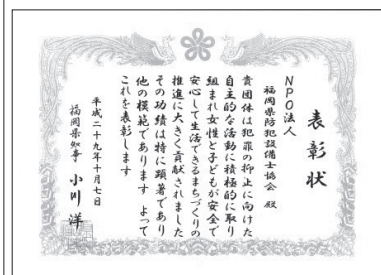 表彰状
NPO法人
福岡県防犯設備士協会 殿
貴団体は犯罪の抑止に向けた
自主的な活動に積極的に取り
組まれ女性と子どもが安全で
安心して生活できるまちづくりの
推進に大きく貢献されました
その功績は特に顕著であり
他の模範であります よって
これを表彰します
平成二十九年十月七日
福岡県知事 小川 洋